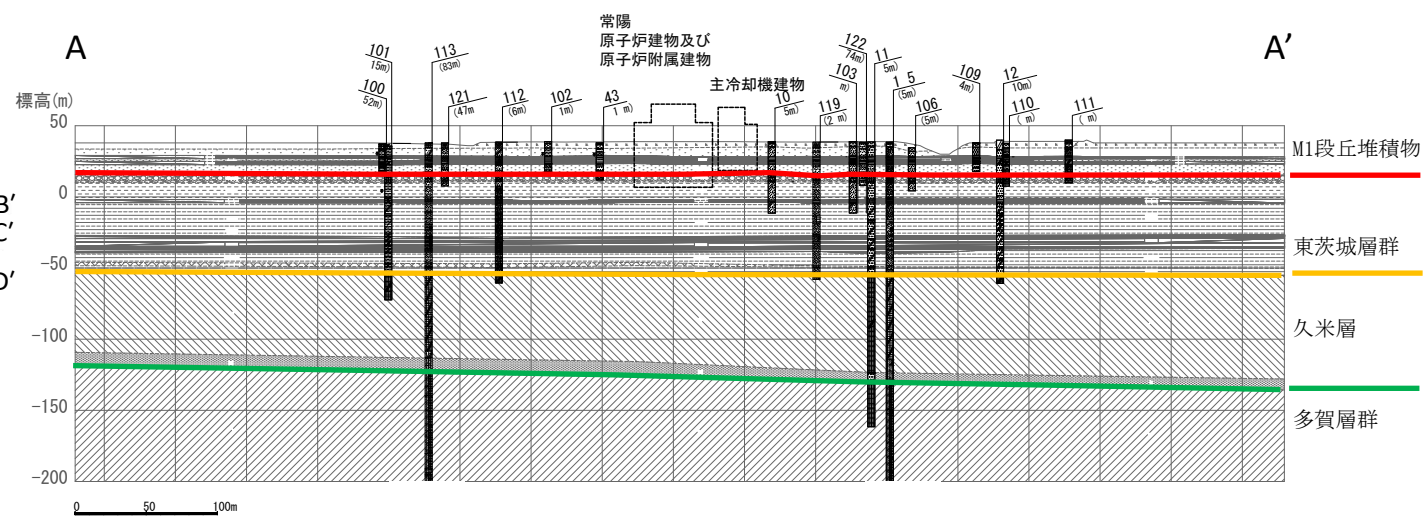 A
A’
常陽
原子炉建物及び
原子炉附属建物
主冷却機建物
101
15m)
100
52m)
113
(83m)
121
(47m
112
(6m)
102
1m)
43
1 m)
10
5m)
119
(2 m)
103
m)
122
74m)
11
5m)
1 5
(5m)
106
(5m)
109
4m)
12
10m)
110
( m)
111
( m)
標高(m)
50
0
-50
-100
-150
-200
B’
C’
D’
M1段丘堆積物
東茨城層群
久米層
多賀層群
0 50 100m